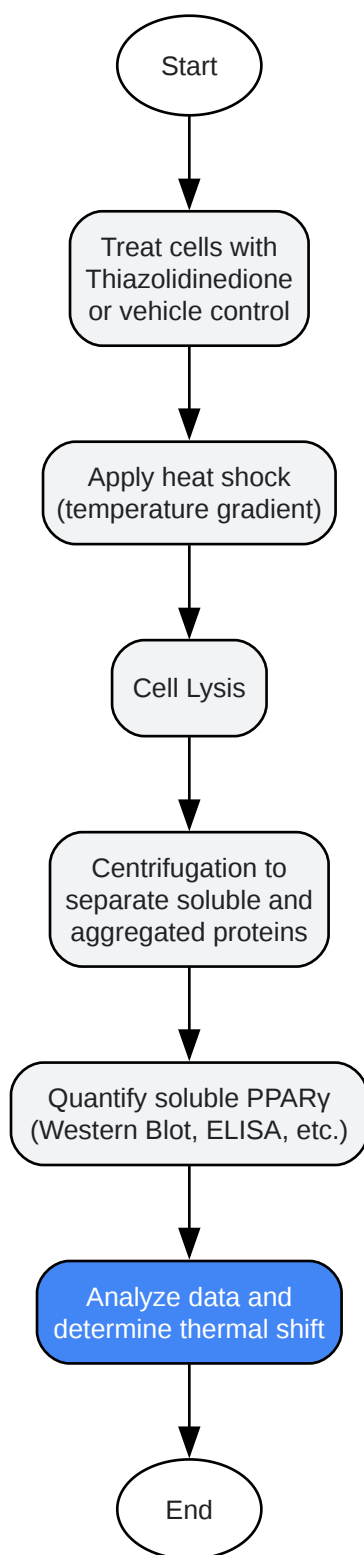 Start
Treat cells with
Thiazolidinedione
or vehicle control
Apply heat shock
(temperature gradient)
Cell Lysis
Centrifugation to
separate soluble and
aggregated proteins
Quantify soluble PPARγ
(Western Blot, ELISA, etc.)
Analyze data and
determine thermal shift
End